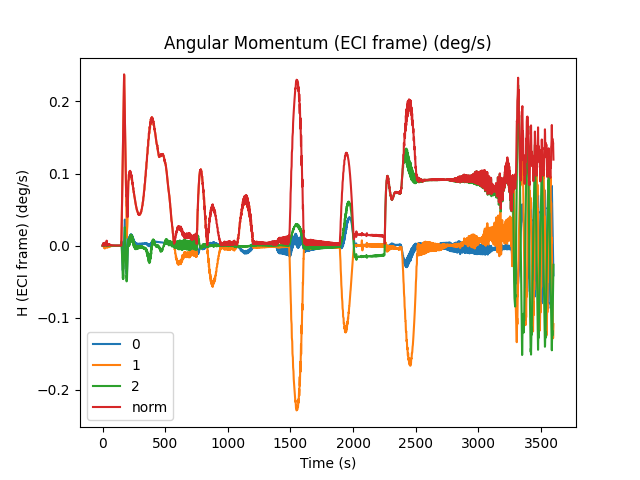 Angular Momentum (ECI frame) (deg/s)
H (ECI frame) (deg/s)
0.2
0.1
0.0
−0.1
−0.2
0
1
2
norm
0 500 1000 1500 2000 2500 3000 3500
Time (s)